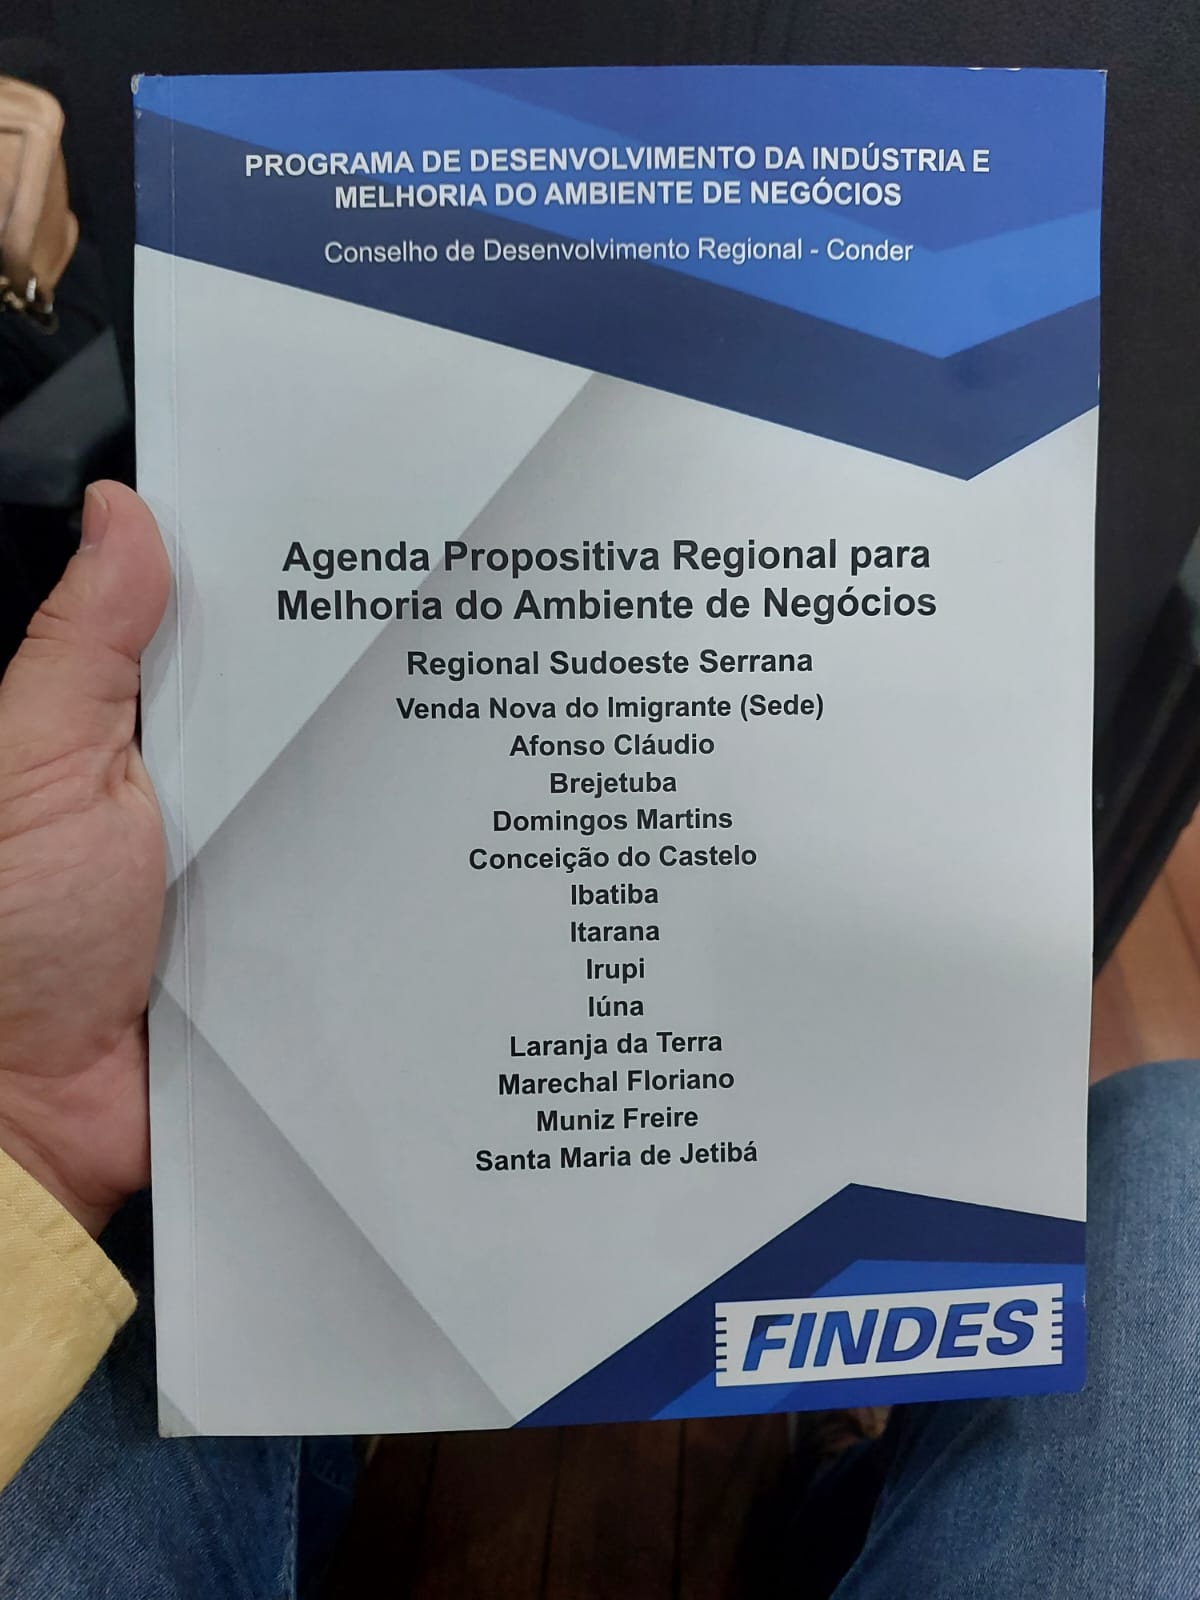 PROGRAMA DE DESENVOLVIMENTO DA INDÚSTRIA E
MELHORIA DO AMBIENTE DE NEGÓCIOS
Conselho de Desenvolvimento Regional - Conder
Agenda Propositiva Regional para
Melhoria do Ambiente de Negócios
Regional Sudoeste Serrana
Venda Nova do Imigrante (Sede)
Afonso Cláudio
Brejetuba
Domingos Martins
Conceição do Castelo
Ibatiba
Itarana
Irupi
Iúna
Laranja da Terra
Marechal Floriano
Muniz Freire
Santa Maria de Jetibá
FINDES